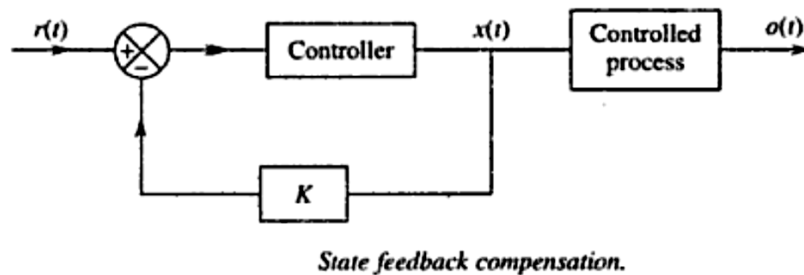 r(t)
+
−
Controller
x(t)
Controlled
process
o(t)
K
State feedback compensation.